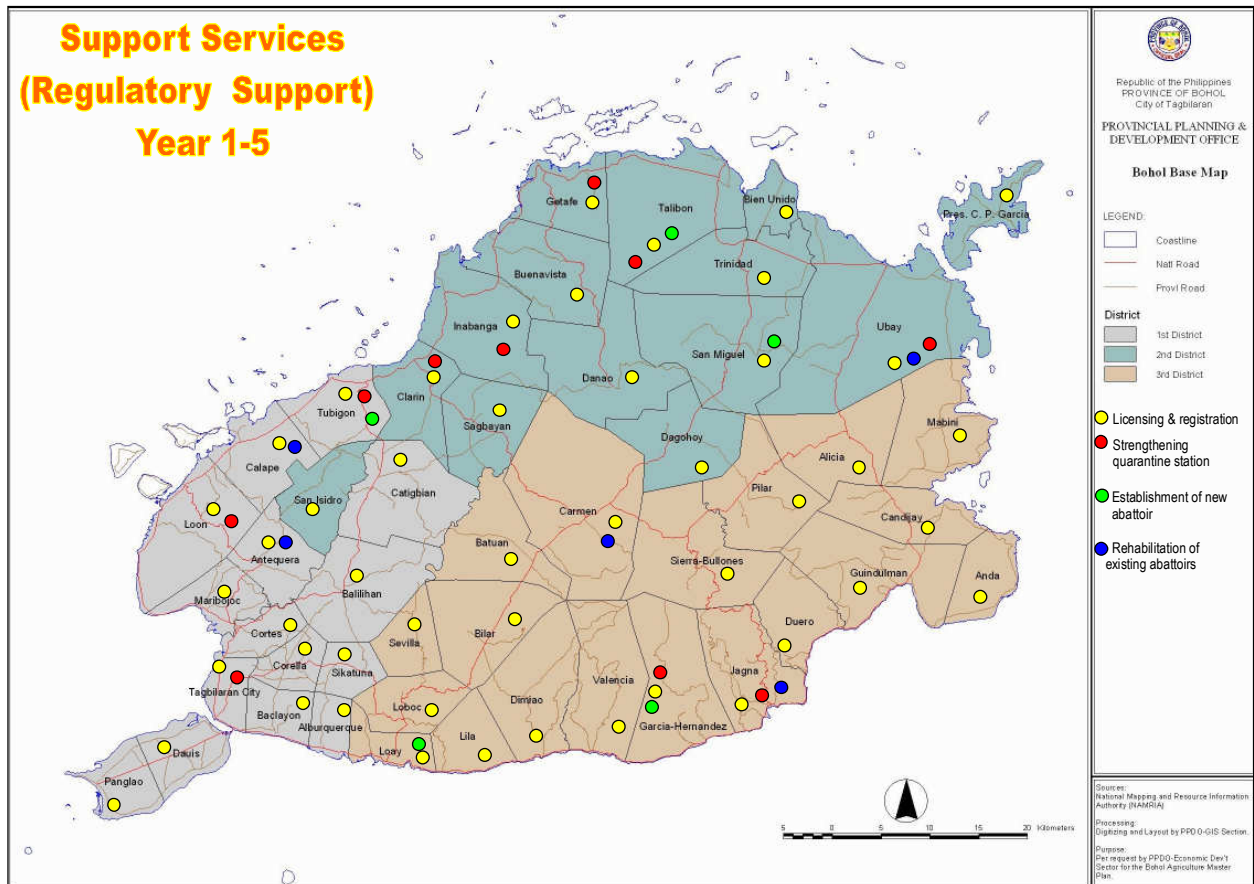 Support Services
(Regulatory Support)
Year 1-5
Republic of the Philippines
PROVINCE OF BOHOL
City of Tagbilaran
PROVINCIAL PLANNING &
DEVELOPMENT OFFICE
Bohol Base Map
LEGEND:
Coastline
Natl Road
Provl Road
District
1st District
2nd District
3rd District
Licensing & registration
Strengthening
quarantine station
Establishment of new
abattoir
Rehabilitation of
existing abattoirs
Getafe
Talibon
Bien Unido
Pres. C. P. Garcia
Buenavista
Trinidad
Inabanga
Ubay
San Miguel
Danao
Clarin
Tubigon
Sagbayan
Mabini
Dagohoy
Calape
Alicia
Catigbian
Pilar
San Isidro
Loon
Carmen
Candijay
Antequera
Batuan
Sierra-Bullones
Guindulman
Anda
Balilihan
Maribojoc
Duero
Cortes
Bilar
Sevilla
Corella
Sikatuna
Jagna
Valencia
Tagbilaran City
Dimiao
Loboc
Baclayon
Alburquerque
Garcia-Hernandez
Lila
Loay
Dauis
Panglao
5 0 5 10 15 20 Kilometers
Sources:
National Mapping and Resource Information
Authority (NAMRIA)
Processing:
Digitizing and Layout by PPDO-GIS Section.
Purpose:
Per request by PPDO-Economic Dev't
Sector for the Bohol Agriculture Master
Plan.